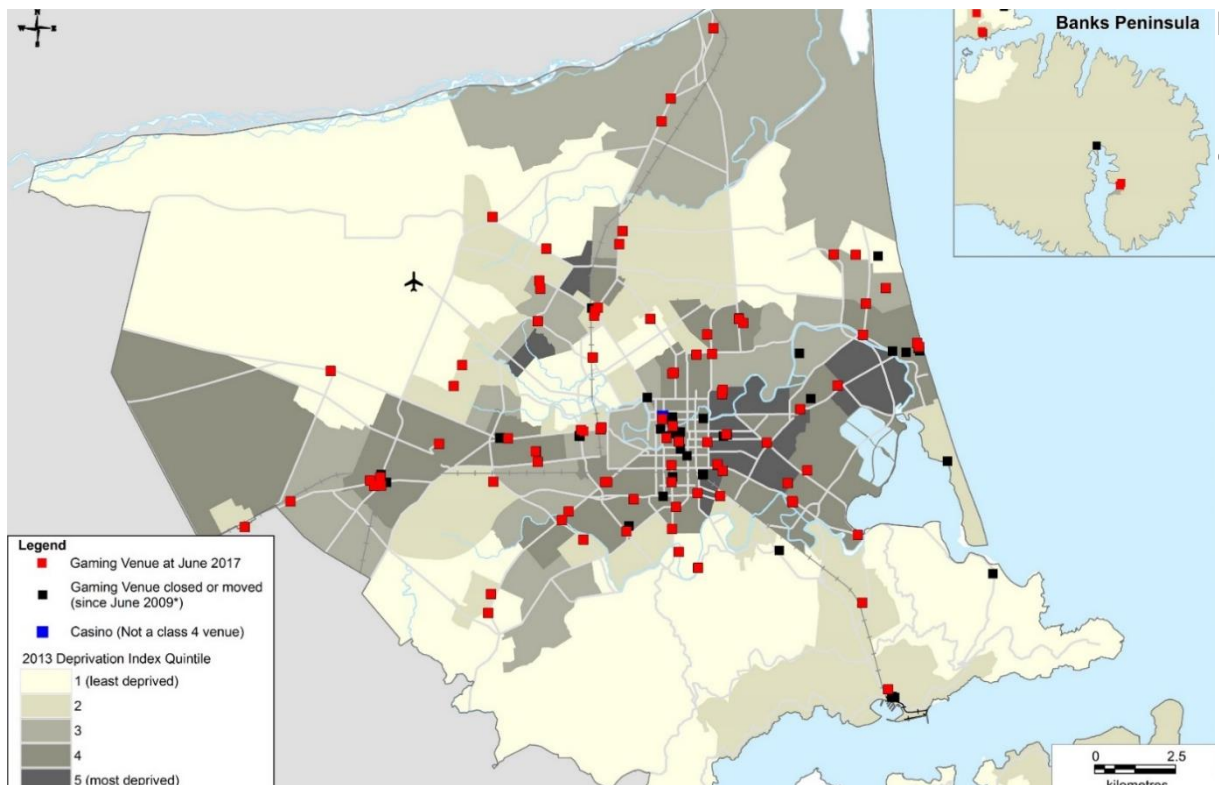 Banks Peninsula
Legend
Gaming Venue at June 2017
Gaming Venue closed or moved
(since June 2009*)
Casino (Not a class 4 venue)
2013 Deprivation Index Quintile
1 (least deprived)
2
3
4
5 (most deprived)
0 2.5
kilometres